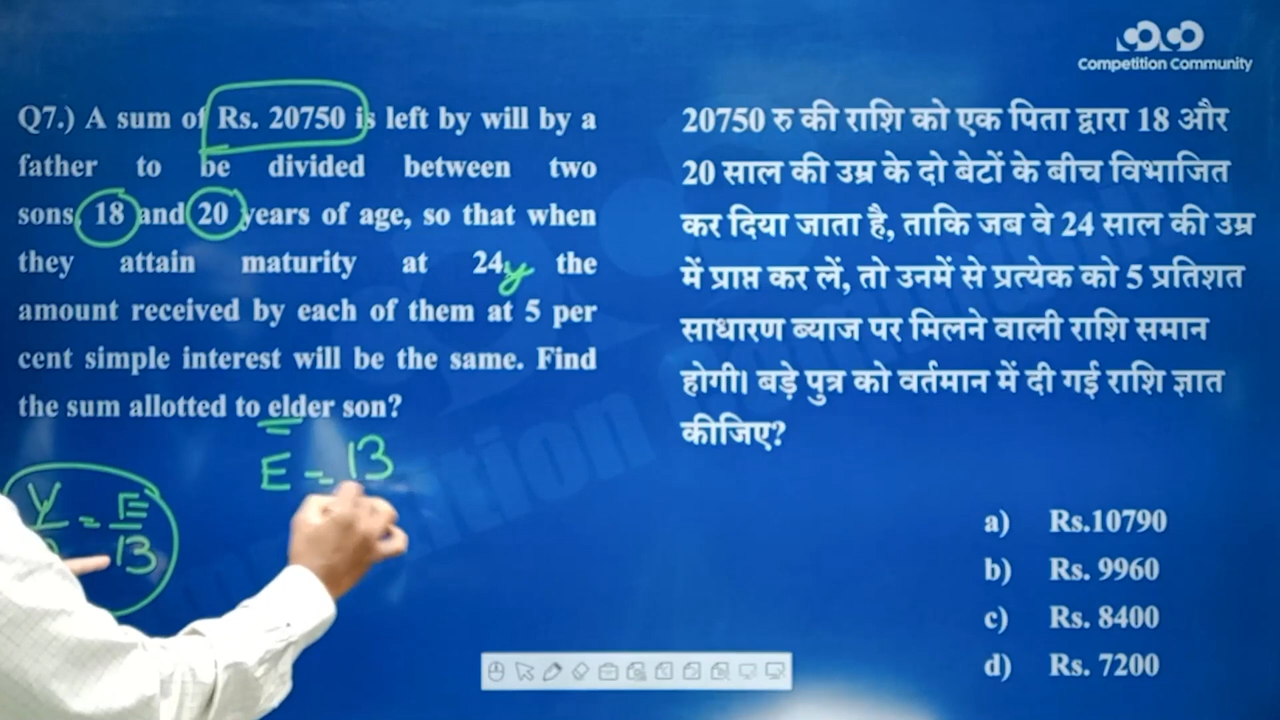 Competition Community
Q7.) A sum of Rs. 20750 is left by will by a
father to be divided between two
sons, 18 and 20 years of age, so that when
they attain maturity at 24 y the
amount received by each of them at 5 per
cent simple interest will be the same. Find
the sum allotted to elder son?
E = 13
Y = E
13
20750 रु की राशि को एक पिता द्वारा 18 और
20 साल की उम्र के दो बेटों के बीच विभाजित
कर दिया जाता है, ताकि जब वे 24 साल की उम्र
में प्राप्त कर लें, तो उनमें से प्रत्येक को 5 प्रतिशत
साधारण ब्याज पर मिलने वाली राशि समान
होगी। बड़े पुत्र को वर्तमान में दी गई राशि ज्ञात
कीजिए?
a) Rs.10790
b) Rs. 9960
c) Rs. 8400
d) Rs. 7200